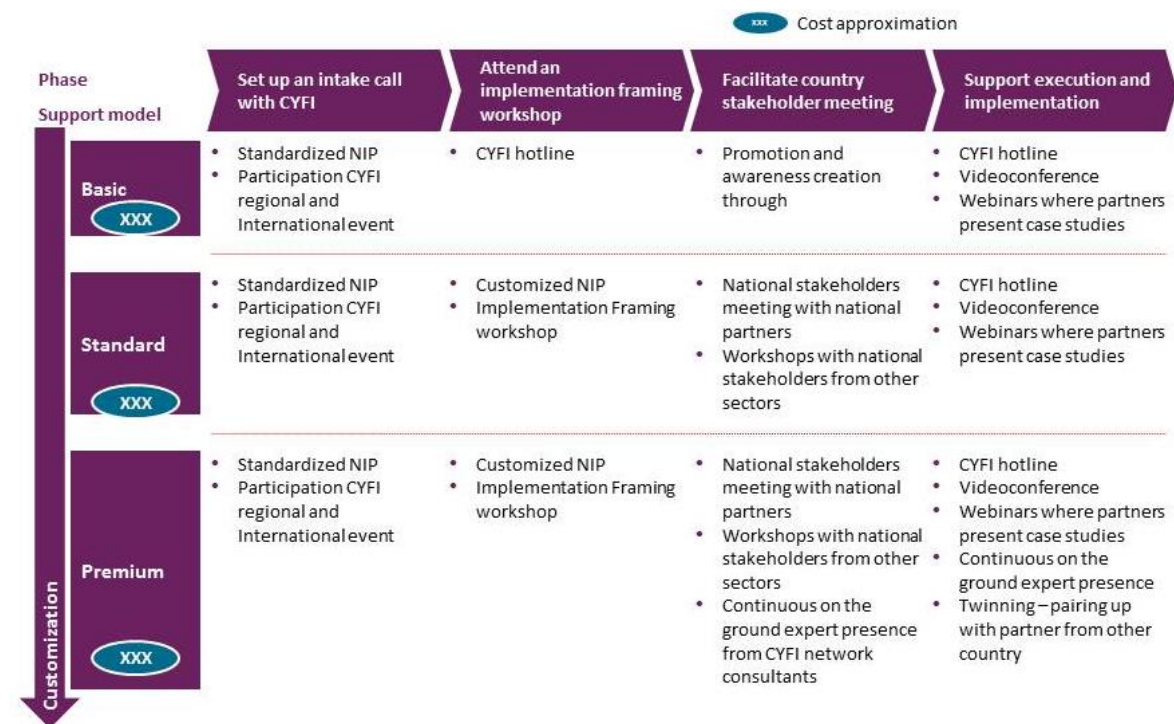 xxx Cost approximation
Phase
Support model
Set up an intake call
with CYFI
Attend an
implementation framing
workshop
Facilitate country
stakeholder meeting
Support execution and
implementation
Basic
XXX
• Standardized NIP
• Participation CYFI
regional and
International event
• CYFI hotline
• Promotion and
awareness creation
through
• CYFI hotline
• Videoconference
• Webinars where partners
present case studies
Standard
XXX
• Standardized NIP
• Participation CYFI
regional and
International event
• Customized NIP
• Implementation Framing
workshop
• National stakeholders
meeting with national
partners
• Workshops with national
stakeholders from other
sectors
• CYFI hotline
• Videoconference
• Webinars where partners
present case studies
Premium
XXX
• Standardized NIP
• Participation CYFI
regional and
International event
• Customized NIP
• Implementation Framing
workshop
• National stakeholders
meeting with national
partners
• Workshops with national
stakeholders from other
sectors
• Continuous on the
ground expert presence
from CYFI network
consultants
• CYFI hotline
• Videoconference
• Webinars where partners
present case studies
• Continuous on the
ground expert presence
• Twinning – pairing up
with partner from other
country
Customization